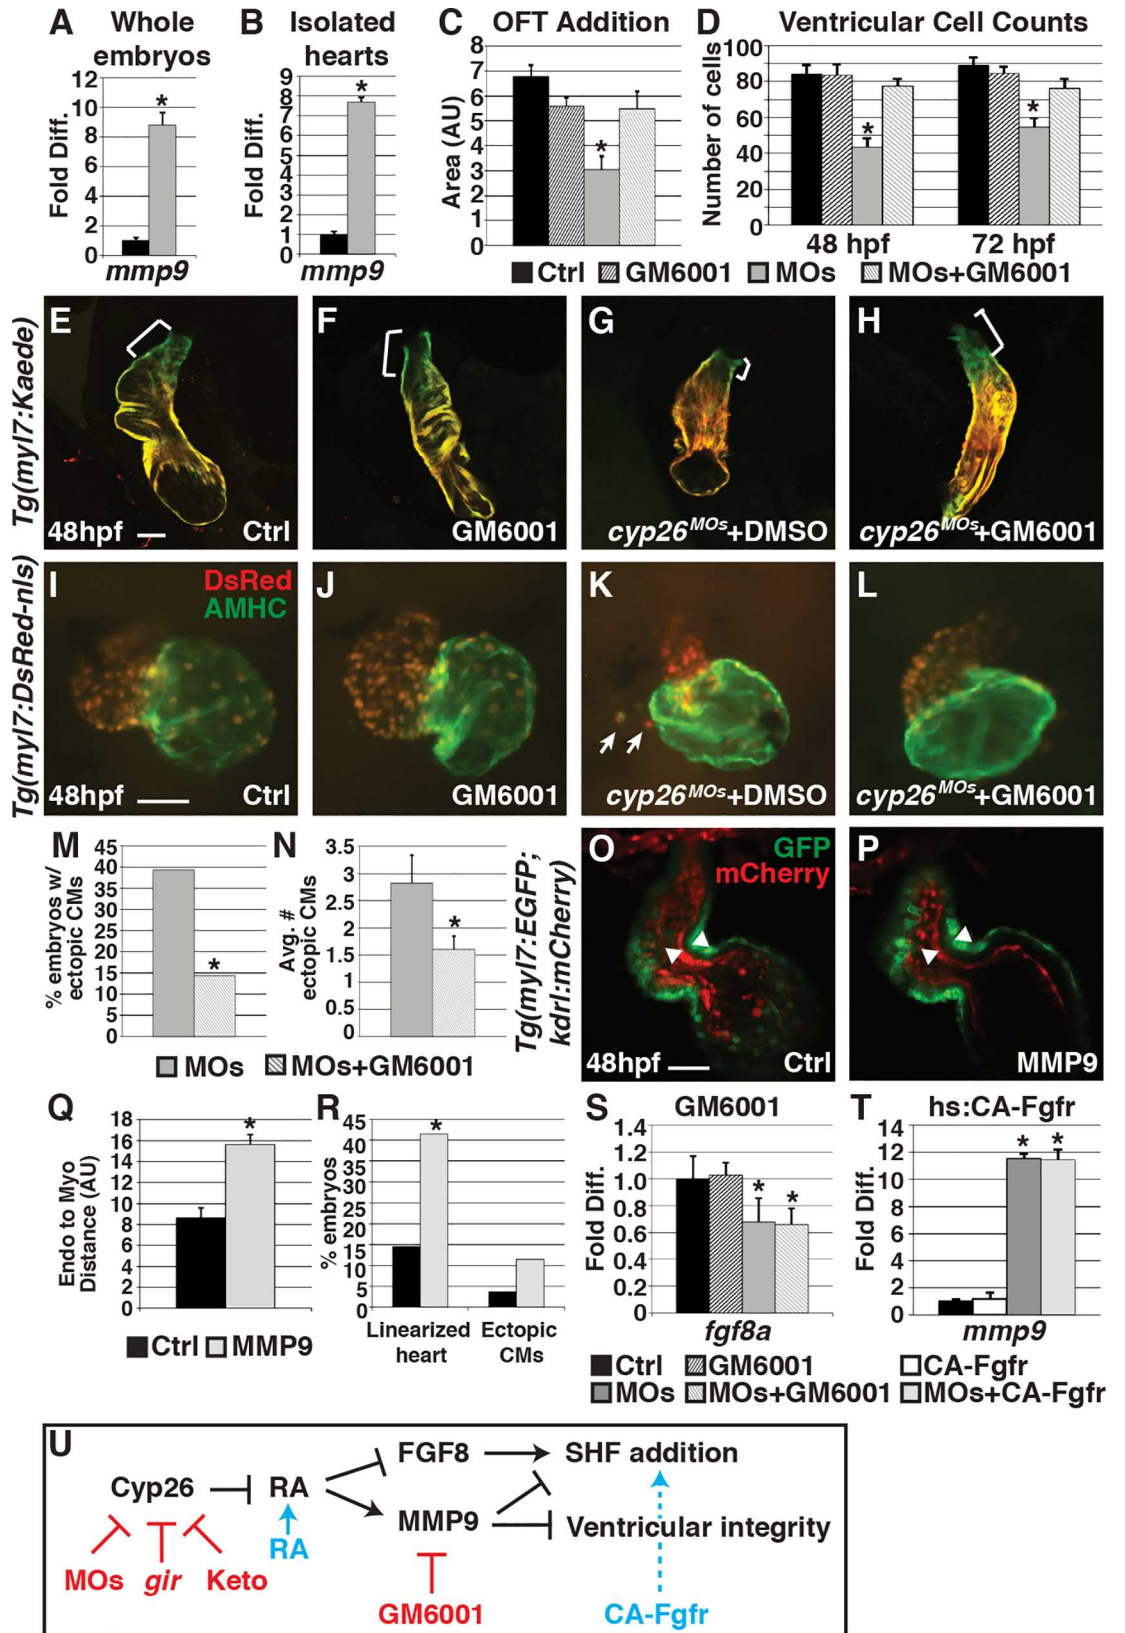 A Whole embryos
Fold Diff.
12
10
8
6
4
2
0
*
mmp9
B Isolated hearts
Fold Diff.
9
8
7
6
5
4
3
2
1
0
*
mmp9
C OFT Addition
Area (AU)
8
7
6
5
4
3
2
1
0
*
D Ventricular Cell Counts
Number of cells
100
80
60
40
20
0
* *
48 hpf 72 hpf
Ctrl GM6001 MOs MOs+GM6001
Tg(myl7:Kaede)
E 48hpf Ctrl
F GM6001
G cyp26MOs+DMSO
H cyp26MOs+GM6001
Tg(myl7:DsRed-nls)
I DsRed
AMHC
48hpf Ctrl
J GM6001
K cyp26MOs+DMSO
L cyp26MOs+GM6001
M
% embryos w/ ectopic CMs
45
40
35
30
25
20
15
10
5
0
*
N
Avg. # ectopic CMs
3.5
3
2.5
2
1.5
1
0.5
0
*
MOs MOs+GM6001
Tg(myl7:EGFP;
kdrl:mCherry)
O GFP
mCherry
48hpf Ctrl
P MMP9
Q
Endo to Myo Distance (AU)
18
16
14
12
10
8
6
4
2
0
*
Ctrl MMP9
R
% embryos
45
40
35
30
25
20
15
10
5
0
*
Linearized heart
Ectopic CMs
S GM6001
Fold Diff.
1.4
1.2
1.0
0.8
0.6
0.4
0.2
0
* *
fgf8a
Ctrl GM6001
MOs MOs+GM6001
T hs:CA-Fgfr
Fold Diff.
14
12
10
8
6
4
2
0
* *
mmp9
CA-Fgfr
MOs+CA-Fgfr
U
FGF8 SHF addition
Cyp26 RA
MMP9 Ventricular integrity
RA
MOs gir Keto
GM6001 CA-Fgfr